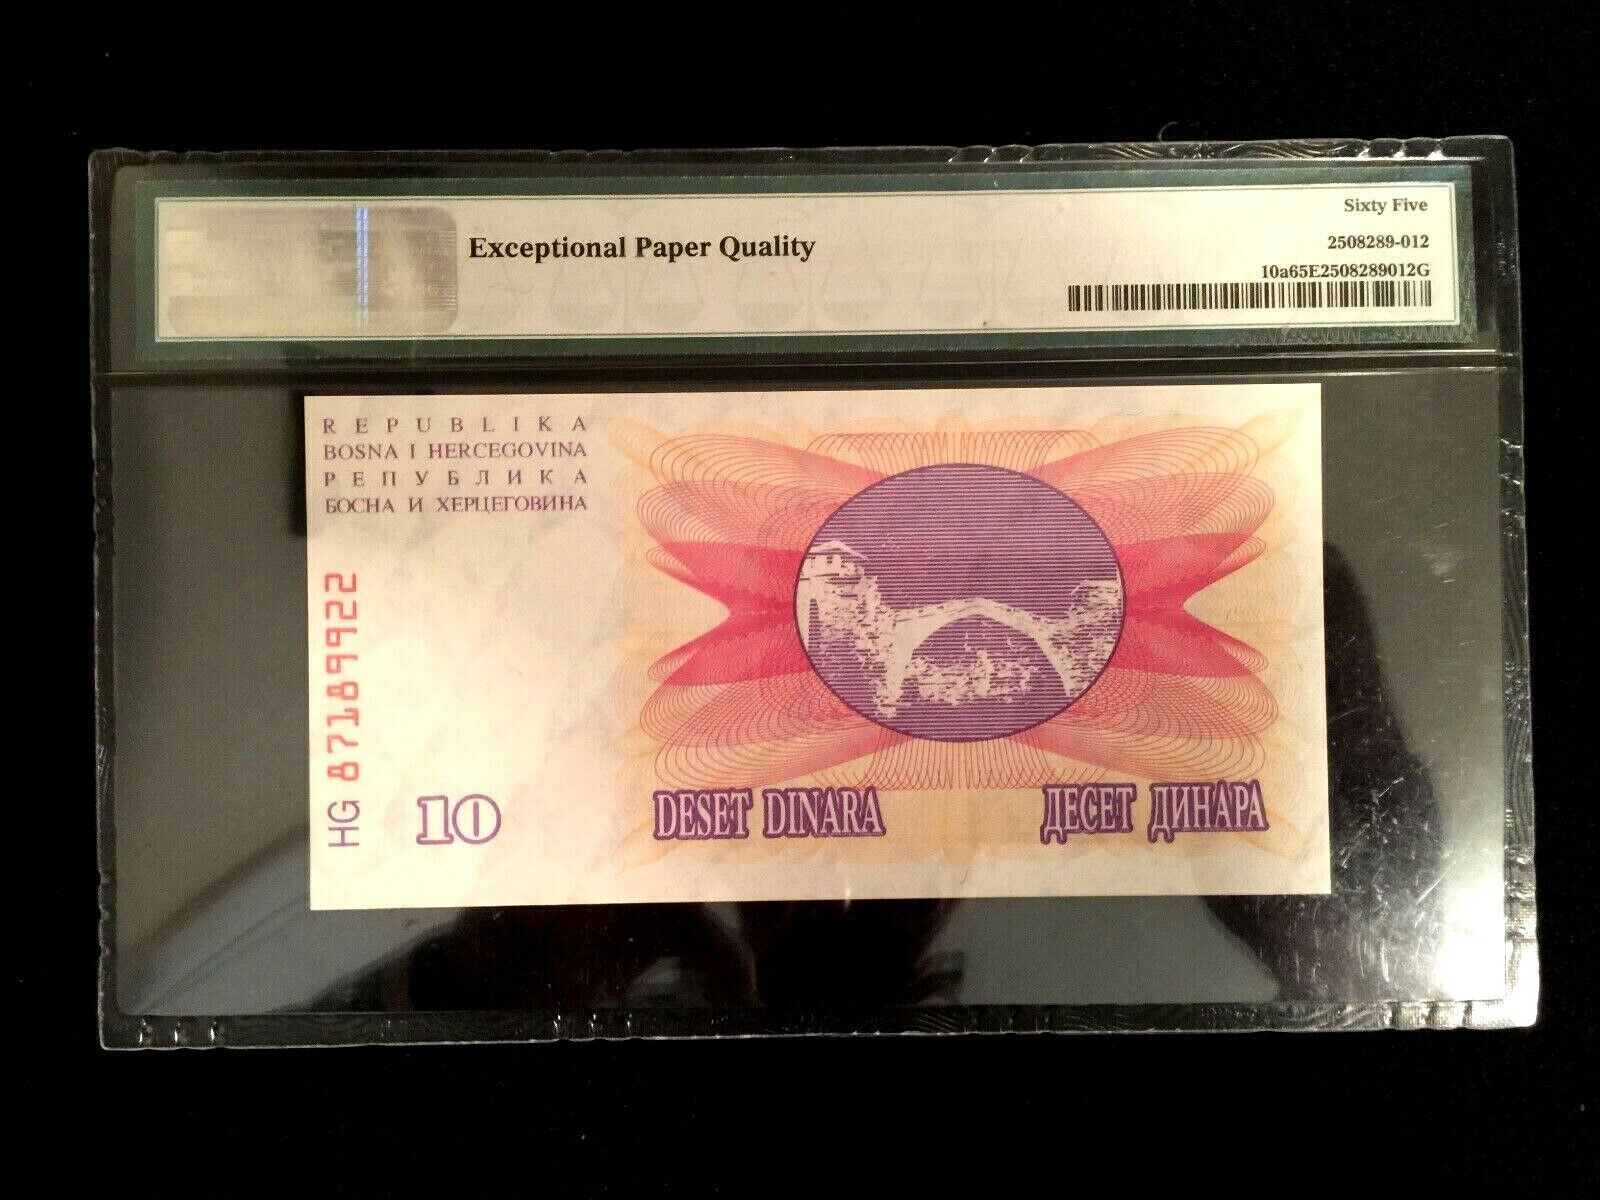 Sixty Five
Exceptional Paper Quality
2508289-012
10a65E2508289012G
REPUBLIKA
BOSNA I HERCEGOVINA
РЕПУБЛИКА
БОСНА И ХЕРЦЕГОВИНА
HG 87189922
10
DESET DINARA
ДЕСЕТ ДИНАРА